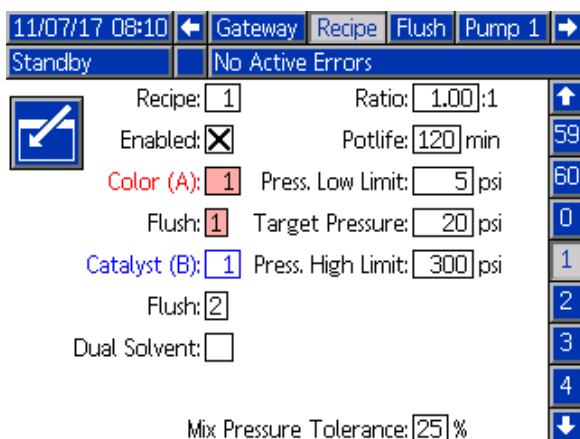 11/07/17 08:10 Gateway Recipe Flush Pump 1
Standby No Active Errors
Recipe: 1 Ratio: 1.00 :1
Enabled: Potlife: 120 min 59
Color (A): 1 Press. Low Limit: 5 psi 60
Flush: 1 Target Pressure: 20 psi 0
Catalyst (B): 1 Press. High Limit: 300 psi 1
Flush: 2 2
Dual Solvent: 3
4
Mix Pressure Tolerance: 25 %